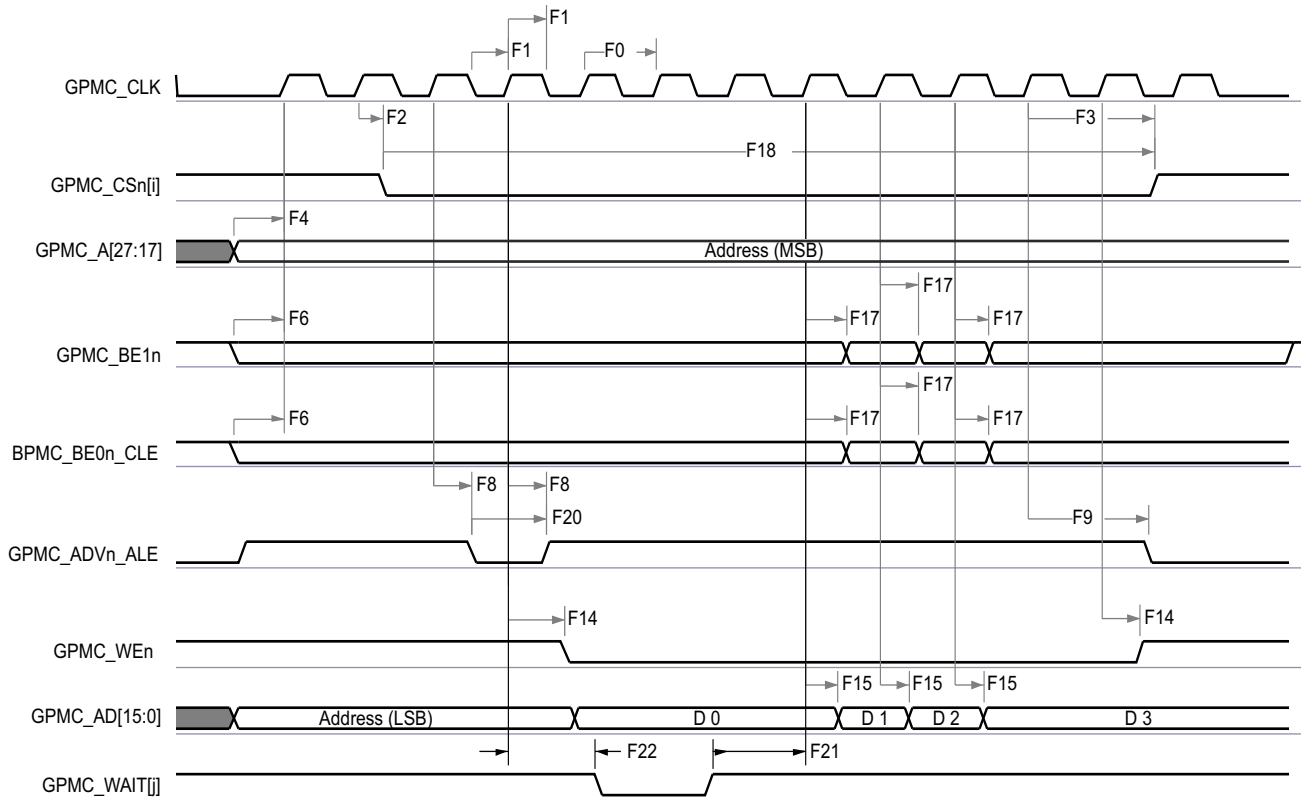 F1
F1
F0
GPMC_CLK
F2
F3
F18
GPMC_CSn[i]
F4
GPMC_A[27:17]
Address (MSB)
F17
F6
F17
F17
GPMC_BE1n
F17
F6
F17
F17
BPMC_BE0n_CLE
F8
F8
F20
F9
GPMC_ADVn_ALE
F14
F14
GPMC_WEn
F15
F15
F15
GPMC_AD[15:0]
Address (LSB)
D 0
D 1
D 2
D 3
F22
F21
GPMC_WAIT[j]